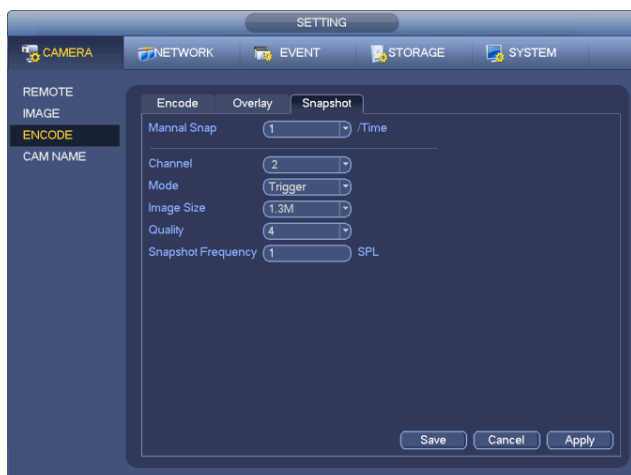 SETTING
CAMERA NETWORK EVENT STORAGE SYSTEM
REMOTE
IMAGE
ENCODE
CAM NAME
Encode Overlay Snapshot
Mannal Snap 1 /Time
Channel 2
Mode Trigger
Image Size 1.3M
Quality 4
Snapshot Frequency 1 SPL
Save Cancel Apply